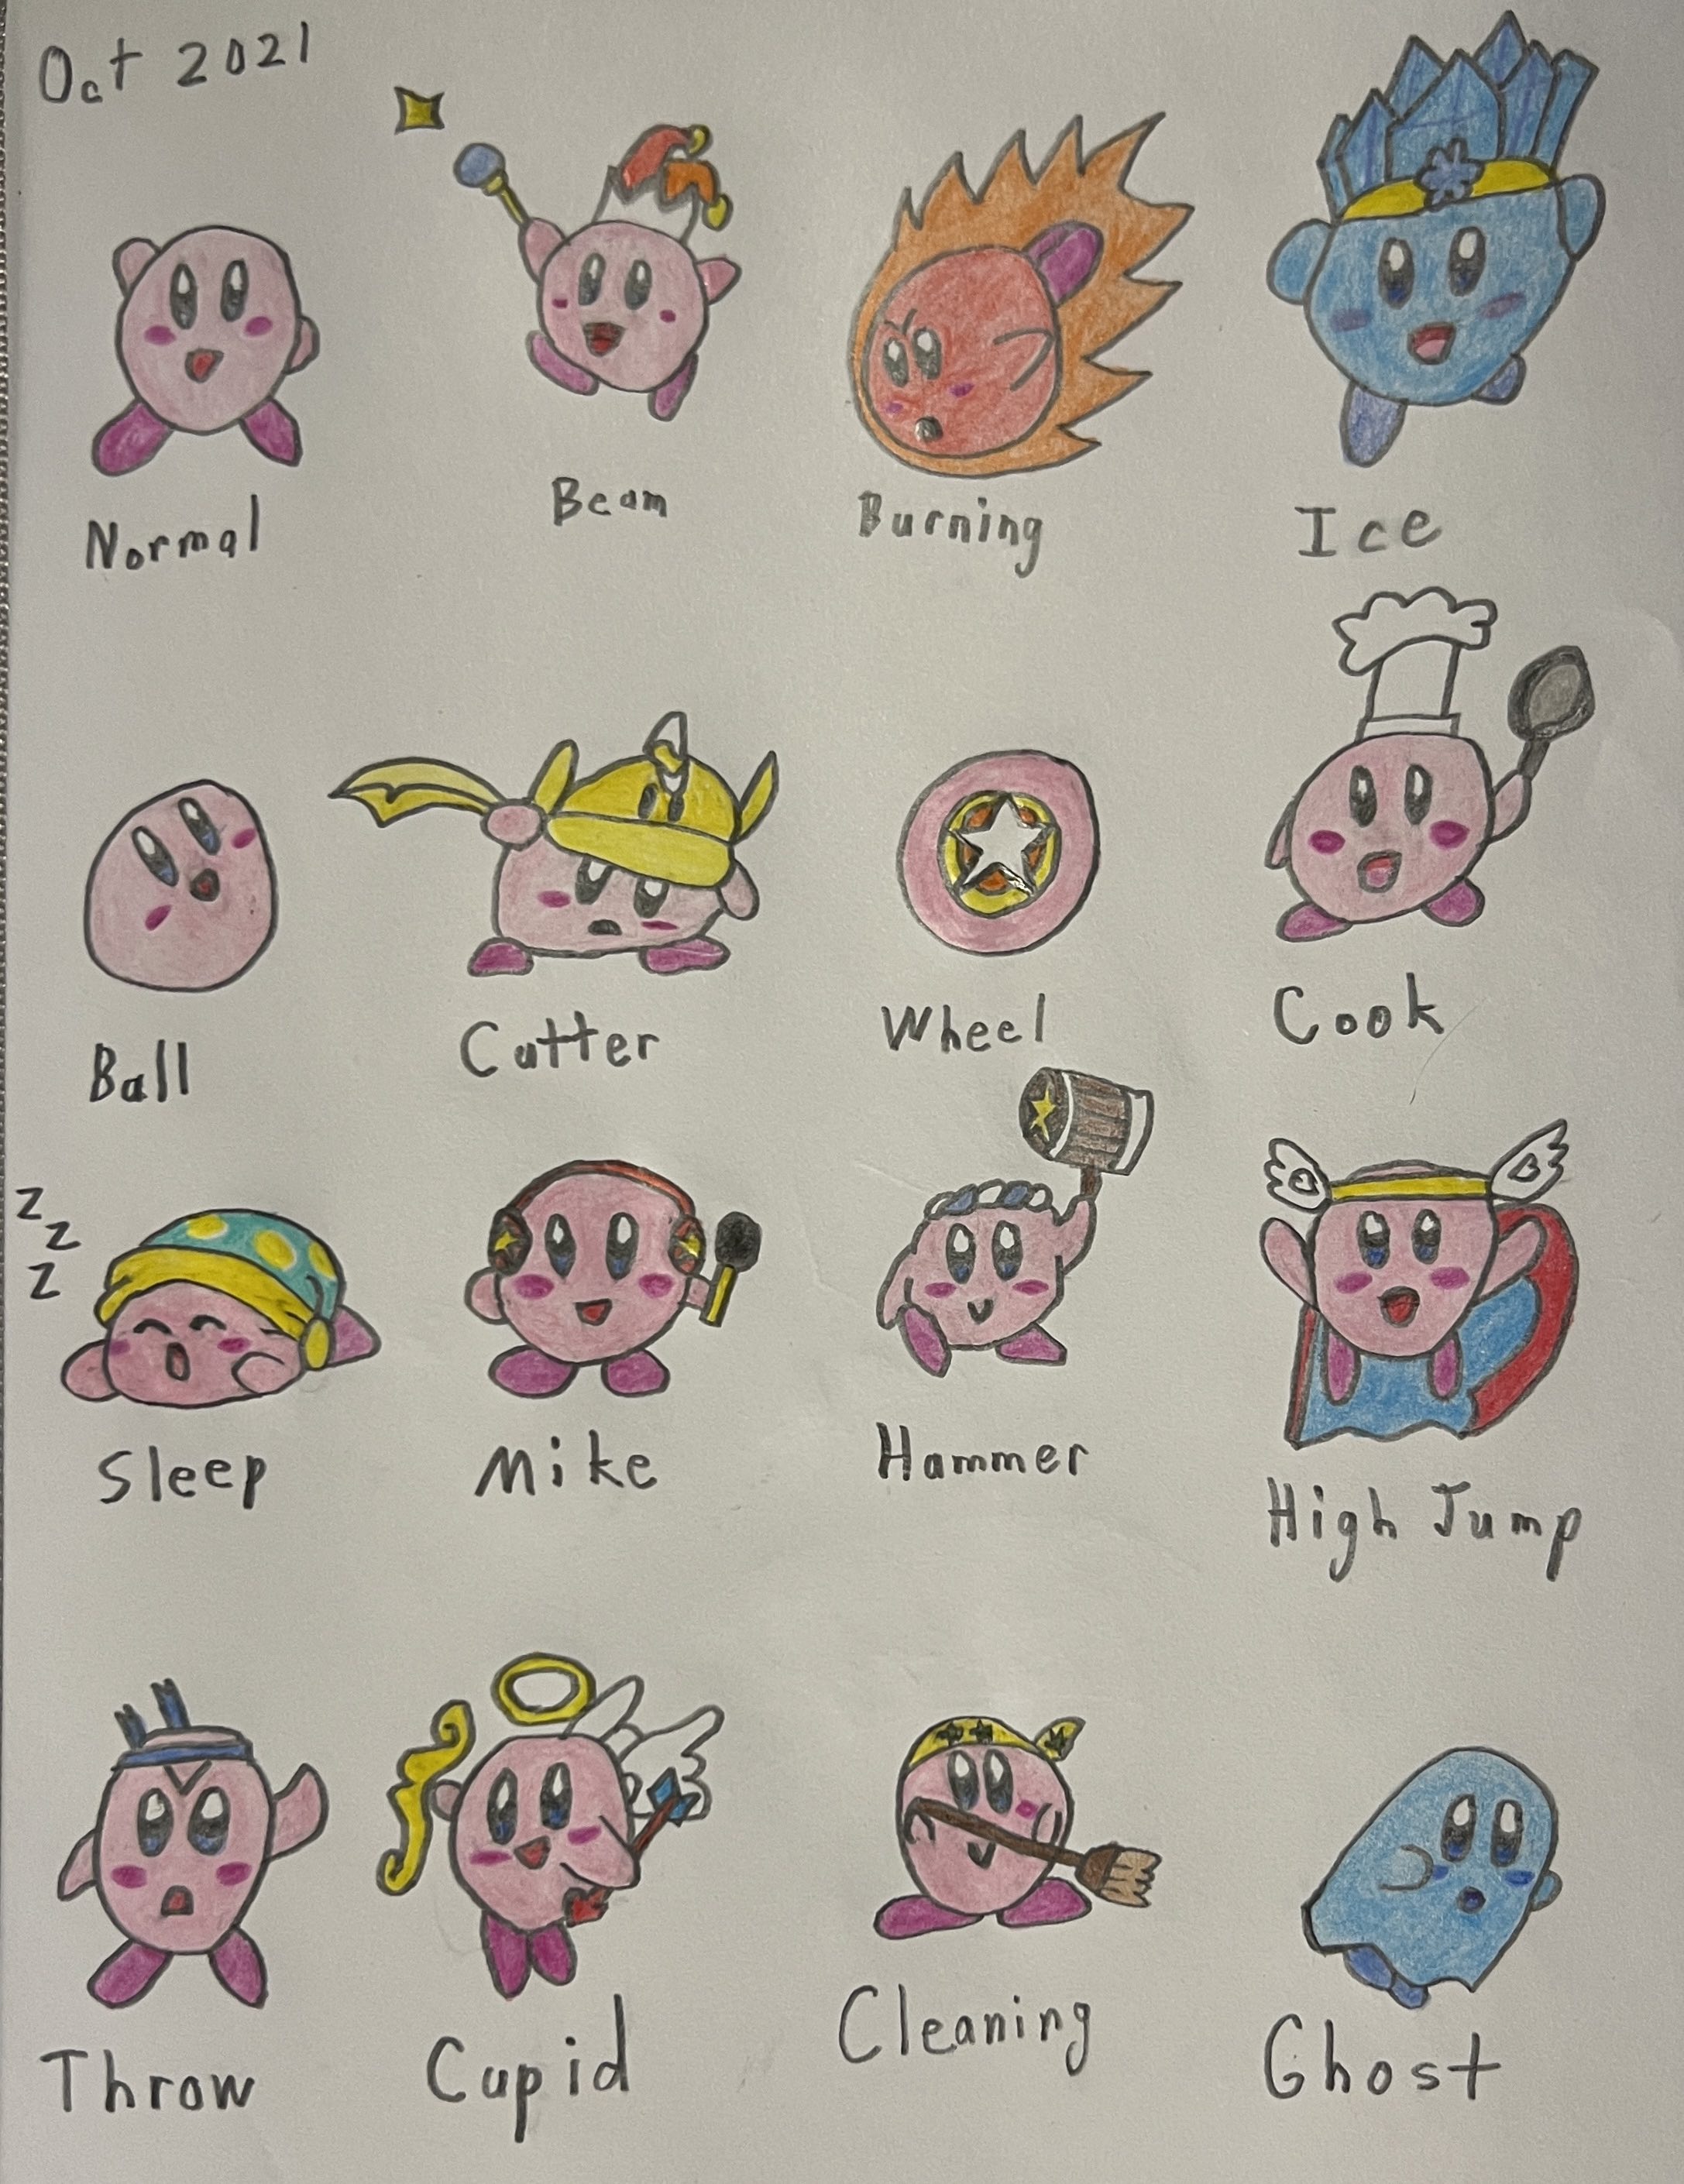 Oct 2021
Normal
Beam
Burning
Ice
Ball
Cutter
Wheel
Cook
Z
Z
Z
Sleep
Mike
Hammer
High Jump
Throw
Cupid
Cleaning
Ghost